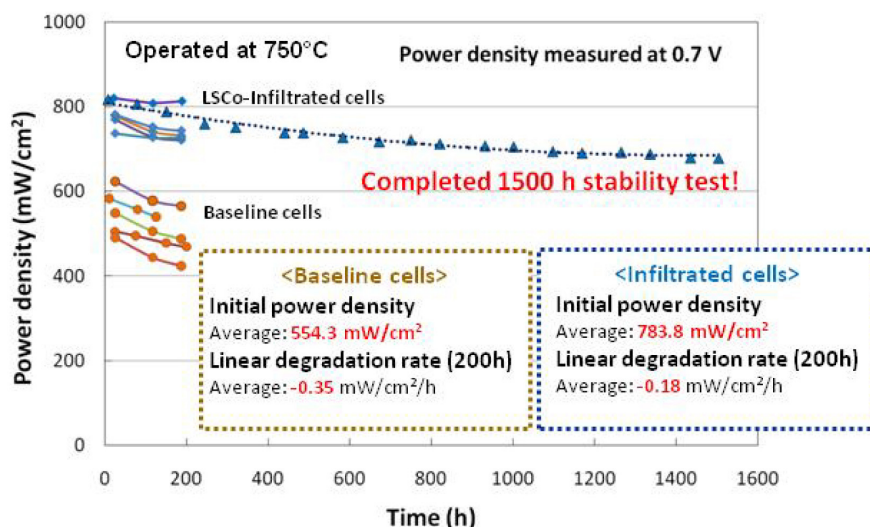 1000
800
600
400
200
0
Power density (mW/cm²)
Operated at 750°C
Power density measured at 0.7 V
LSCo-Infiltrated cells
Completed 1500 h stability test!
Baseline cells
<Baseline cells>
Initial power density
Average: 554.3 mW/cm²
Linear degradation rate (200h)
Average: -0.35 mW/cm²/h
<Infiltrated cells>
Initial power density
Average: 783.8 mW/cm²
Linear degradation rate (200h)
Average: -0.18 mW/cm²/h
0 200 400 600 800 1000 1200 1400 1600
Time (h)